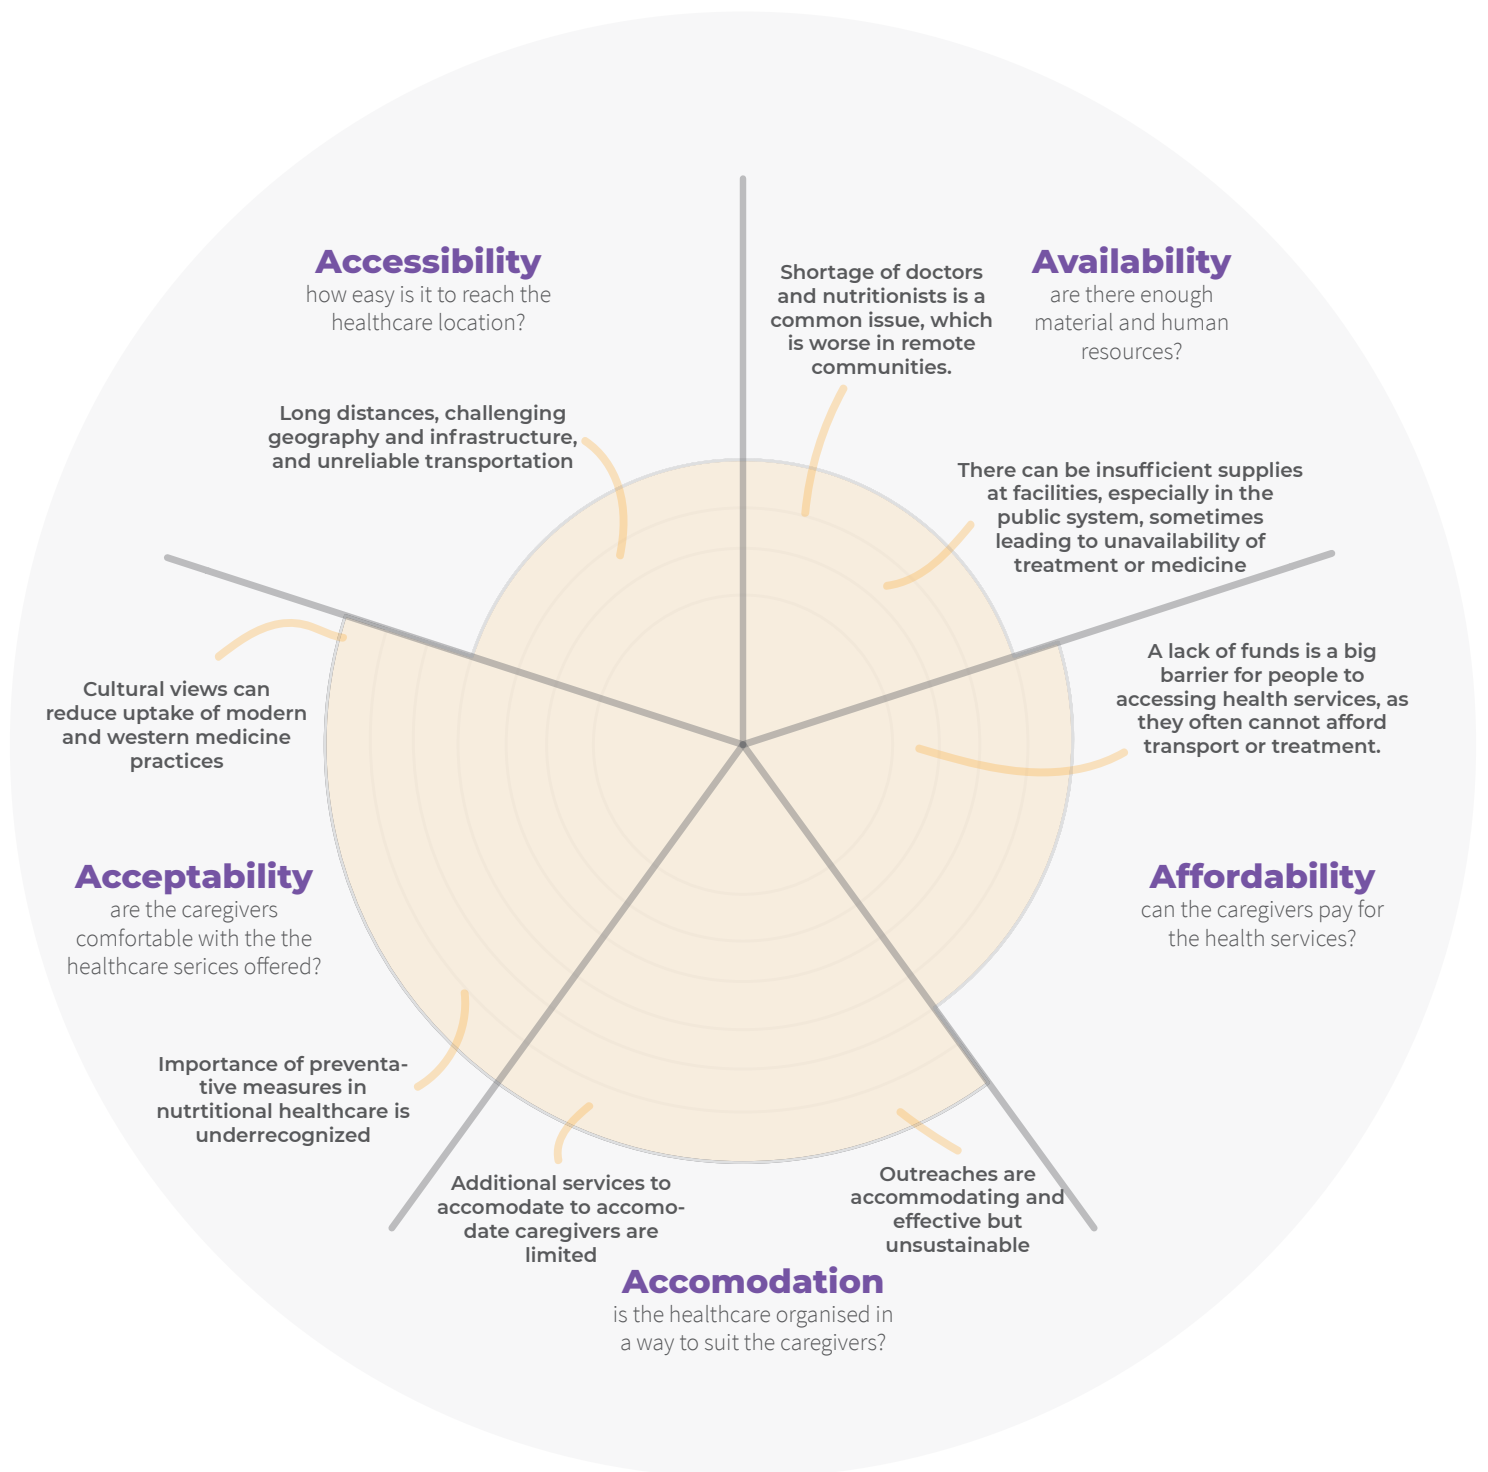 Accessibility
how easy is it to reach the
healthcare location?
Long distances, challenging
geography and infrastructure,
and unreliable transportation
Shortage of doctors
and nutritionists is a
common issue, which
is worse in remote
communities.
Availability
are there enough
material and human
resources?
There can be insufficient supplies
at facilities, especially in the
public system, sometimes
leading to unavailability of
treatment or medicine
A lack of funds is a big
barrier for people to
accessing health services, as
they often cannot afford
transport or treatment.
Affordability
can the caregivers pay for
the health services?
Cultural views can
reduce uptake of modern
and western medicine
practices
Acceptability
are the caregivers
comfortable with the the
healthcare serices offered?
Importance of preventa-
tive measures in
nutrtitional healthcare is
underrecognized
Additional services to
accomodate to accomo-
date caregivers are
limited
Outreaches are
accommodating and
effective but
unsustainable
Accomodation
is the healthcare organised in
a way to suit the caregivers?